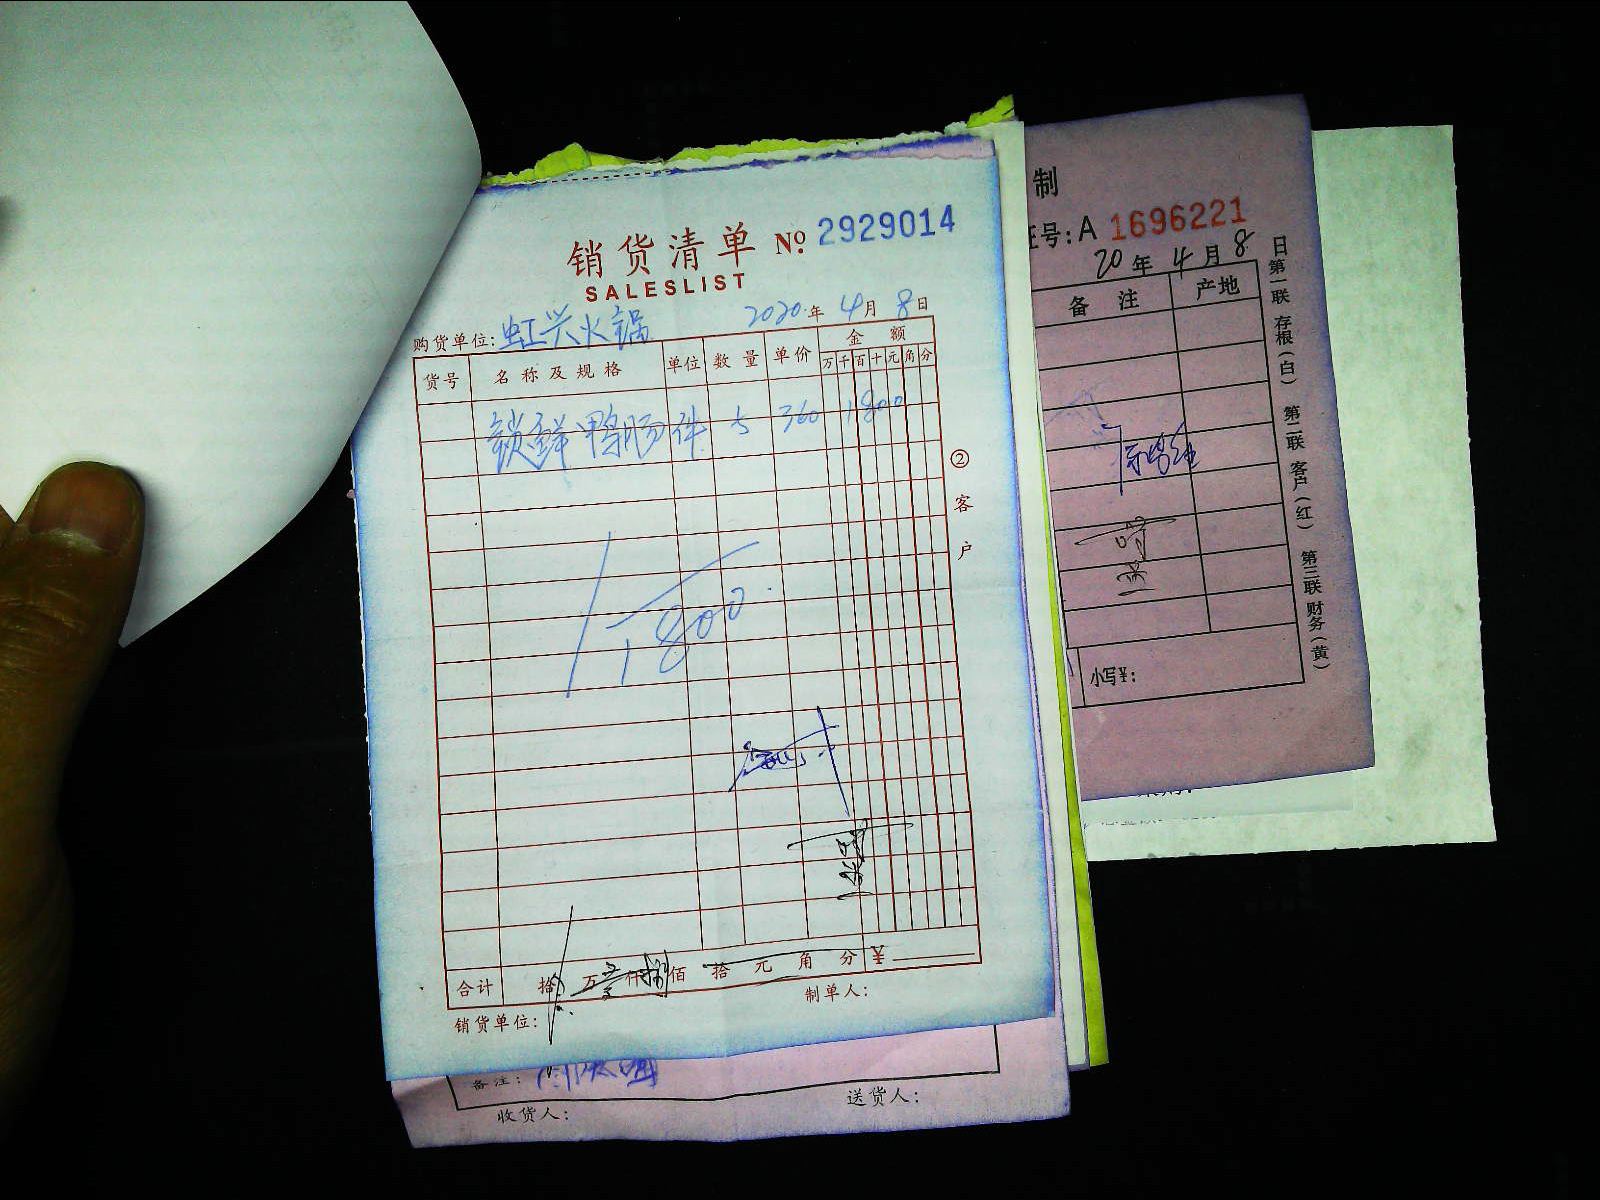 销货清单 No 2929014
SALESLIST
购货单位:虹兴火锅 2020年4月8日
货号 名称及规格 单位 数量 单价 金额
万千百十元角分
锁鲜鸭肠 件 5 360 1800
② 客户
1800
合计 拾 万 壹仟 捌佰 拾 元 角 分 ¥
销货单位: 制单人:
备注:
收货人: 送货人:
制
证号:A 1696221
20年4月8日
备注 产地
小写¥:
第一联 存根(白) 第二联 客户(红) 第三联 财务(黄)